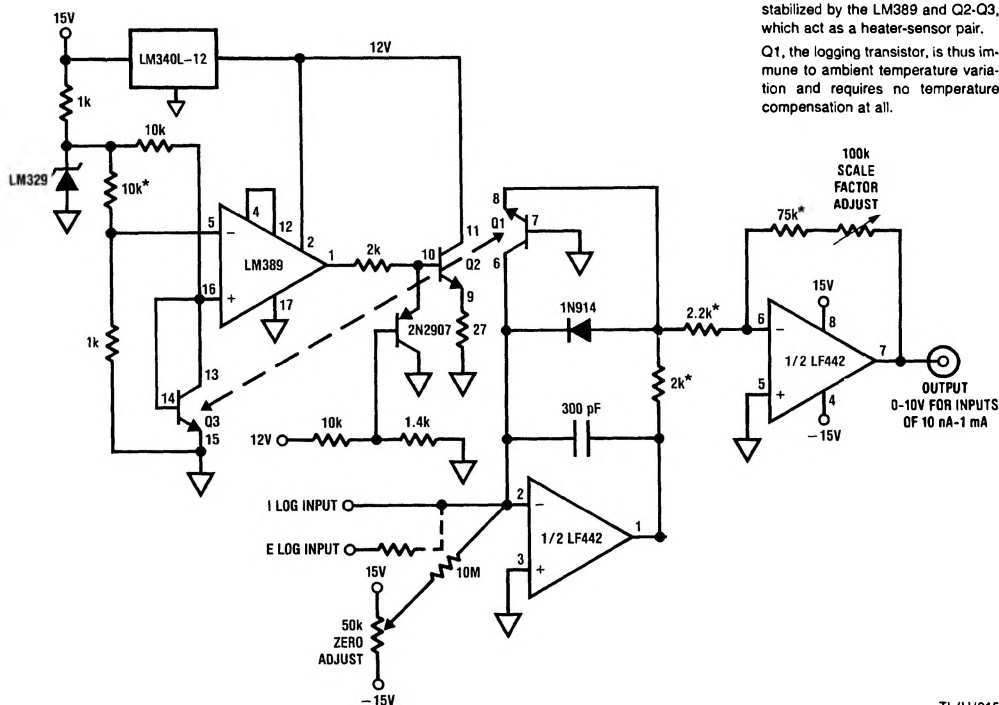 stabilized by the LM389 and Q2-Q3,
which act as a heater-sensor pair.
Q1, the logging transistor, is thus im-
mune to ambient temperature varia-
tion and requires no temperature
compensation at all.
15V
LM340L-12
12V
1k
10k
LM329
10k*
5
−
4
12
2
LM389
1
16
+
17
1k
13
14
Q3
15
2k
10
11
Q2
9
27
2N2907
12V
10k
1.4k
8
Q1
7
6
1N914
2k*
300 pF
2.2k*
100k
SCALE
FACTOR
ADJUST
75k*
15V
6
−
8
1/2 LF442
7
5
+
4
−15V
OUTPUT
0-10V FOR INPUTS
OF 10 nA-1 mA
I LOG INPUT
E LOG INPUT
10M
15V
50k
ZERO
ADJUST
−15V
2
−
1/2 LF442
1
3
+